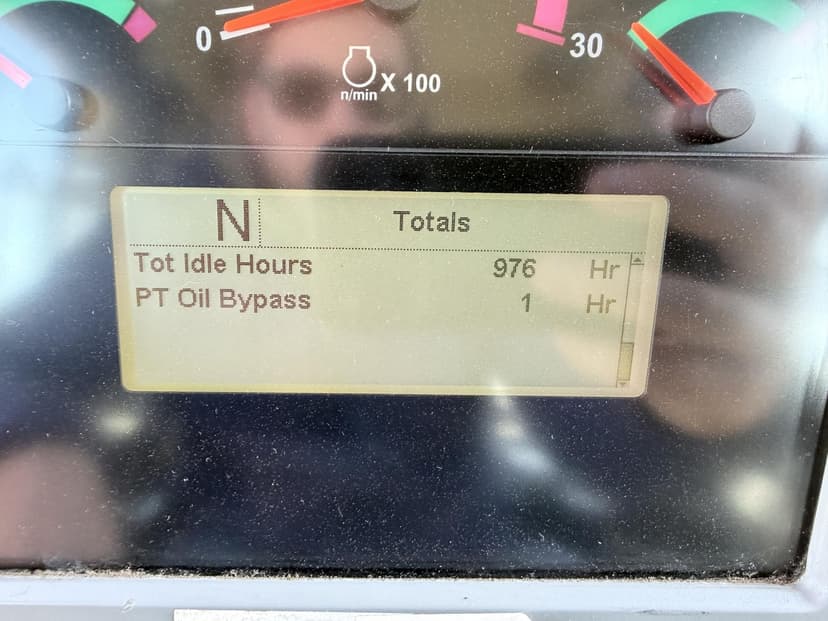 0
30
n/min X 100
N Totals
Tot Idle Hours 976 Hr
PT Oil Bypass 1 Hr